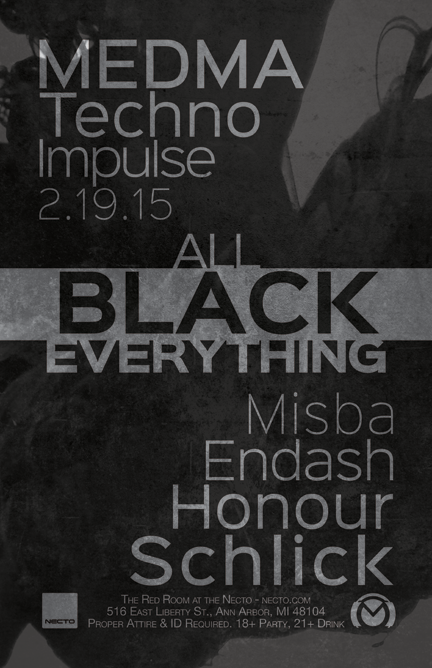 MEDMA
Techno
Impulse
2.19.15
ALL
BLACK
EVERYTHING
Misba
Endash
Honour
Schlick
The Red Room at the Necto - necto.com
516 East Liberty St., Ann Arbor, MI 48104
Proper Attire & ID Required. 18+ Party, 21+ Drink
NECTO